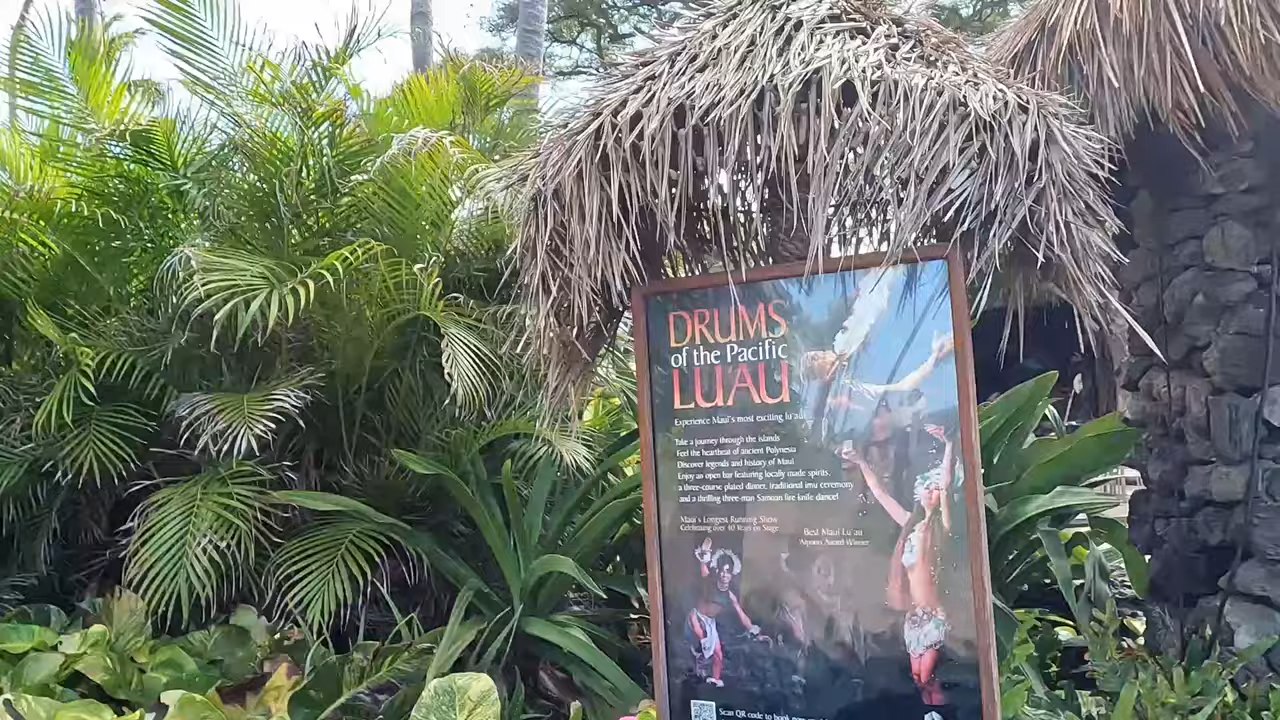 DRUMS
of the Pacific
LU'AU
Experience Maui's most exciting lu'au
Take a journey through the islands
Feel the heartbeat of ancient Polynesia
Discover legends and history of Maui
Enjoy an open bar featuring locally made spirits,
a three-course plated dinner, traditional imu ceremony
and a thrilling three-man Samoan fire knife dance!
Maui's Longest Running Show
Celebrating over 40 Years on Stage
Best Maui Lu'au
Award Winner
Scan QR code to book